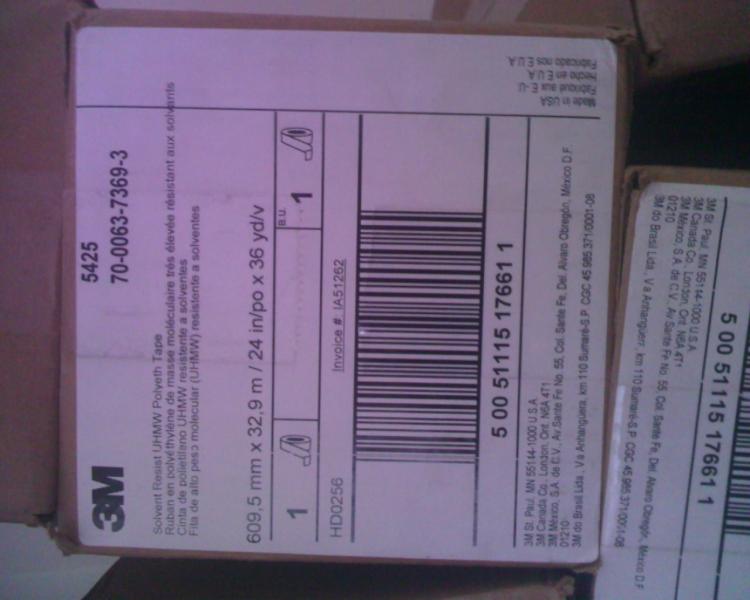 3M
5425
70-0063-7369-3
Solvent Resist UHMW Polyeth Tape
Ruban en polyéthylène de masse moléculaire très élevée résistant aux solvants
Cinta de polietileno UHMW resistente a solventes
Fita de alto peso molecular (UHMW) resistente a solventes
609,5 mm x 32,9 m / 24 in/po x 36 yd/v
1
B.U.
1
HD0256
Invoice #. IA51262
5 00 51115 17661 1
3M St. Paul, MN 55144-1000 U.S.A.
3M Canada Co., London, Ont. N6A 4T1
3M México, S.A. de C.V., Av Sante Fe No. 55, Col. Sante Fe, Del. Alvaro Obregón, México D.F.
01210
3M do Brasil Ltda., Via Anhanguera, km 110 Sumaré-S.P. CGC 45.985.371/0001-08
Made in USA
Fabriqué aux E.-U.
Hecho en E.U.A.
Fabricado nos E.U.A.
3M St. Paul, MN 55144-1000 U.S.A.
3M Canada Co., London, Ont. N6A 4T1
3M México, S.A. de C.V., Av Sante Fe No. 55, Col. Sante Fe, Del. Alvaro Obregón, México D.F.
01210
3M do Brasil Ltda., Via Anhanguera, km 110 Sumaré-S.P. CGC 45.985.371/0001-08
5 00 51115 17661 1